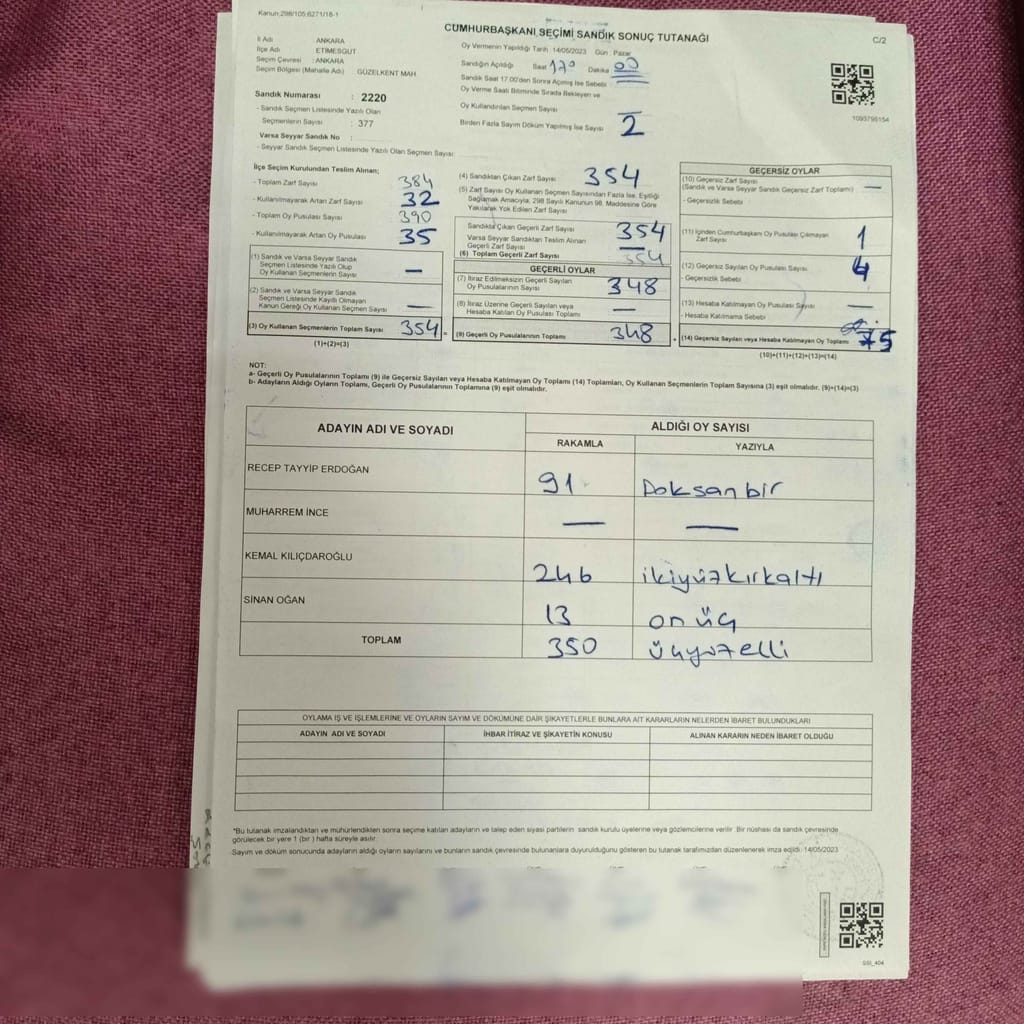 Kanun:298/105:6271/18-1
CUMHURBAŞKANI SEÇİMİ SANDIK SONUÇ TUTANAĞI
C/2
İl Adı ANKARA
İlçe Adı ETIMESGUT
Seçim Çevresi : ANKARA
Seçim Bölgesi (Mahalle Adı) GÜZELKENT MAH
Oy Vermenin Yapıldığı Tarih 14/05/2023 Gün : Pazar
Sandığın Açıldığı Saat 17 Dakika 00
Sandık Saat 17.00'den Sonra Açılmış İse Sebebi
Oy Verme Saati Bitiminde Sırada Bekleyen ve
Oy Kullandırılan Seçmen Sayısı
Birden Fazla Sayım Döküm Yapılmış İse Sayısı 2
1093795154
Sandık Numarası : 2220
- Sandık Seçmen Listesinde Yazılı Olan
Seçmenlerin Sayısı : 377
Varsa Seyyar Sandık No :
- Seyyar Sandık Seçmen Listesinde Yazılı Olan Seçmen Sayısı:
İlçe Seçim Kurulundan Teslim Alınan;
- Toplam Zarf Sayısı 384
- Kullanılmayarak Artan Zarf Sayısı 32
- Toplam Oy Pusulası Sayısı 390
- Kullanılmayarak Artan Oy Pusulası 35
(1) Sandık ve Varsa Seyyar Sandık
Seçmen Listesinde Yazılı Olup
Oy Kullanan Seçmenlerin Sayısı —
(2) Sandık ve Varsa Seyyar Sandık
Seçmen Listesinde Kayıtlı Olmayan
Kanun Gereği Oy Kullanan Seçmen Sayısı —
(3) Oy Kullanan Seçmenlerin Toplam Sayısı 354
(1)+(2)=(3)
(4) Sandıktan Çıkan Zarf Sayısı 354
(5) Zarf Sayısı Oy Kullanan Seçmen Sayısından Fazla İse, Eşitliği
Sağlamak Amacıyla, 298 Sayılı Kanunun 98. Maddesine Göre
Yakılarak Yok Edilen Zarf Sayısı
Sandıkta Çıkan Geçerli Zarf Sayısı 354
Varsa Seyyar Sandıktan Teslim Alınan
Geçerli Zarf Sayısı —
(6) Toplam Geçerli Zarf Sayısı 354
GEÇERLİ OYLAR
(7) İtiraz Edilmeksizin Geçerli Sayılan
Oy Pusulalarının Sayısı 348
(8) İtiraz Üzerine Geçerli Sayılan veya
Hesaba Katılan Oy Pusulası Toplamı —
(9) Geçerli Oy Pusulalarının Toplamı 348
GEÇERSİZ OYLAR
(10) Geçersiz Zarf Sayısı
(Sandık ve Varsa Seyyar Sandık Geçersiz Zarf Toplamı) —
- Geçersizlik Sebebi
(11) İçinden Cumhurbaşkanı Oy Pusulası Çıkmayan
Zarf Sayısı 1
(12) Geçersiz Sayılan Oy Pusulası Sayısı 4
- Geçersizlik Sebebi
(13) Hesaba Katılmayan Oy Pusulası Sayısı —
- Hesaba Katılmama Sebebi
(14) Geçersiz Sayılan veya Hesaba Katılmayan Oy Toplamı 5
(10)+(11)+(12)+(13)=(14)
NOT:
a- Geçerli Oy Pusulalarının Toplamı (9) ile Geçersiz Sayılan veya Hesaba Katılmayan Oy Toplamı (14) Toplamları, Oy Kullanan Seçmenlerin Toplam Sayısına (3) eşit olmalıdır. (9)+(14)=(3)
b- Adayların Aldığı Oyların Toplamı, Geçerli Oy Pusulalarının Toplamına (9) eşit olmalıdır.
ADAYIN ADI VE SOYADI ALDIĞI OY SAYISI
RAKAMLA YAZIYLA
RECEP TAYYİP ERDOĞAN 91 Doksanbir
MUHARREM İNCE — —
KEMAL KILIÇDAROĞLU 246 ikiyüzkırkaltı
SİNAN OĞAN 13 onüç
TOPLAM 350 üçyüzelli
OYLAMA İŞ VE İŞLEMLERİNE VE OYLARIN SAYIM VE DÖKÜMÜNE DAİR ŞİKAYETLERLE BUNLARA AİT KARARLARIN NELERDEN İBARET BULUNDUKLARI
ADAYIN ADI VE SOYADI İHBAR İTİRAZ VE ŞİKAYETİN KONUSU ALINAN KARARIN NEDEN İBARET OLDUĞU
*Bu tutanak imzalandıktan ve mühürlendikten sonra seçime katılan adayların ve talep eden siyasi partilerin sandık kurulu üyelerine veya gözlemcilerine verilir. Bir nüshası da sandık çevresinde
görülecek bir yere 1 (bir ) hafta süreyle asılır.
Sayım ve döküm sonucunda adayların aldığı oyların sayılarını ve bunların sandık çevresinde bulunanlara duyurulduğunu gösteren bu tutanak tarafımızdan düzenlenerek imza edildi. 14/05/2023
SSI_404